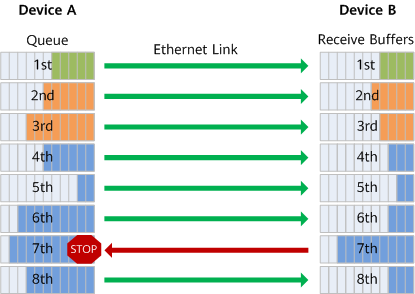 Device A
Device B
Queue
Ethernet Link
Receive Buffers
1st
1st
2nd
2nd
3rd
3rd
4th
4th
5th
5th
6th
6th
7th
STOP
7th
8th
8th